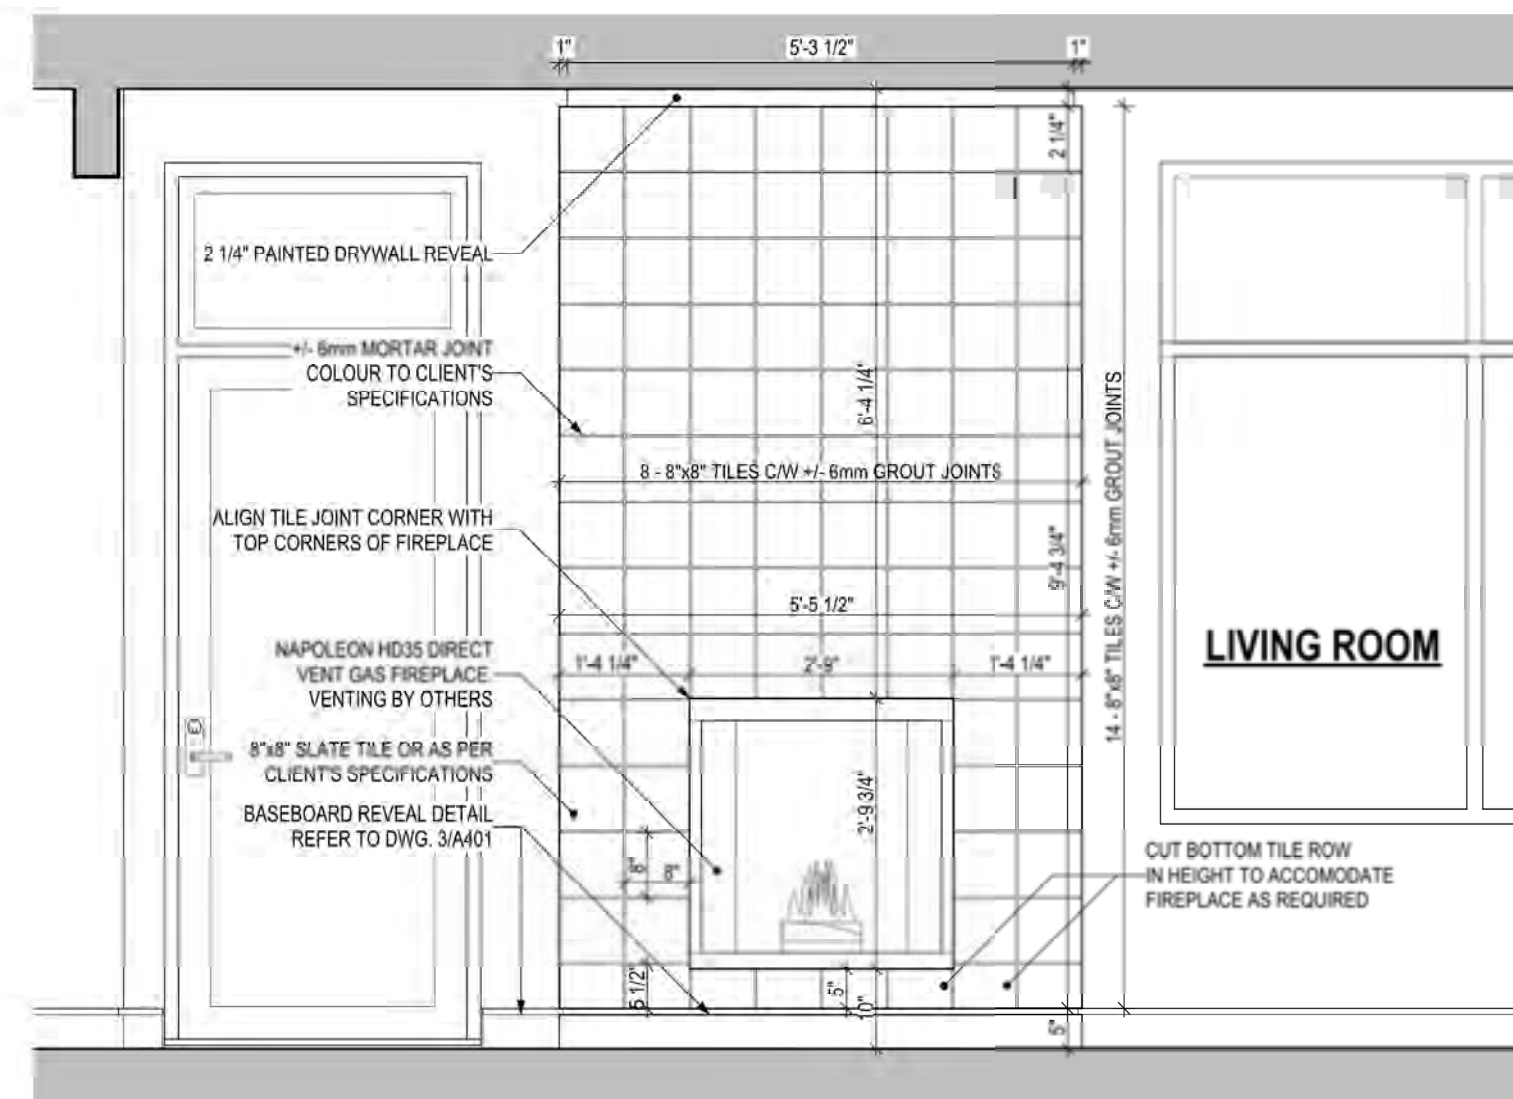 1"
5'-3 1/2"
1"
2 1/4"
2 1/4" PAINTED DRYWALL REVEAL
+/- 6mm MORTAR JOINT
COLOUR TO CLIENT'S
SPECIFICATIONS
6'-4 1/4"
8 - 8"x8" TILES C/W +/- 6mm GROUT JOINTS
14 - 8"x8" TILES C/W +/- 6mm GROUT JOINTS
ALIGN TILE JOINT CORNER WITH
TOP CORNERS OF FIREPLACE
9'-4 3/4"
5'-5 1/2"
LIVING ROOM
NAPOLEON HD35 DIRECT
VENT GAS FIREPLACE.
VENTING BY OTHERS
1'-4 1/4"
2'-9"
1'-4 1/4"
8"x8" SLATE TILE OR AS PER
CLIENT'S SPECIFICATIONS
2'-9 3/4"
BASEBOARD REVEAL DETAIL
REFER TO DWG. 3/A401
8"
8"
CUT BOTTOM TILE ROW
IN HEIGHT TO ACCOMODATE
FIREPLACE AS REQUIRED
5 1/2"
5"
10"
5"